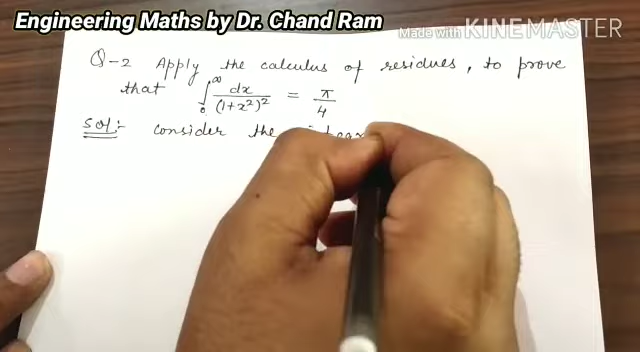 Engineering Maths by Dr. Chand Ram
Made with KINEMASTER
Q-2 Apply the calculus of residues, to prove
that ∫₀^∞ dx/(1+x²)² = π/4
Sol:- consider the